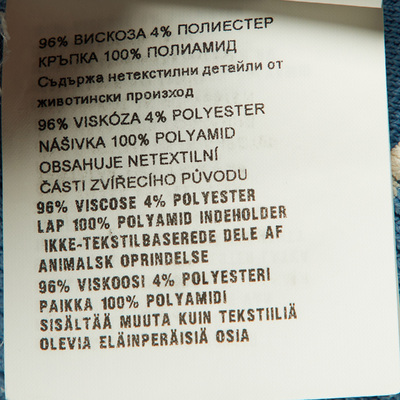 96% ВИСКОЗА 4% ПОЛИЕСТЕР
КРЪПКА 100% ПОЛИАМИД
Съдържа нетекстилни детайли от
животински произход
96% VISKÓZA 4% POLYESTER
NÁŠIVKA 100% POLYAMID
OBSAHUJE NETEXTILNÍ
ČÁSTI ZVÍŘECÍHO PŮVODU
96% VISCOSE 4% POLYESTER
LAP 100% POLYAMID INDEHOLDER
IKKE-TEKSTILBASEREDE DELE AF
ANIMALSK OPRINDELSE
96% VISKOOSI 4% POLYESTERI
PAIKKA 100% POLYAMIDI
SISÄLTÄÄ MUUTA KUIN TEKSTIILIÄ
OLEVIA ELÄINPERÄISIÄ OSIA